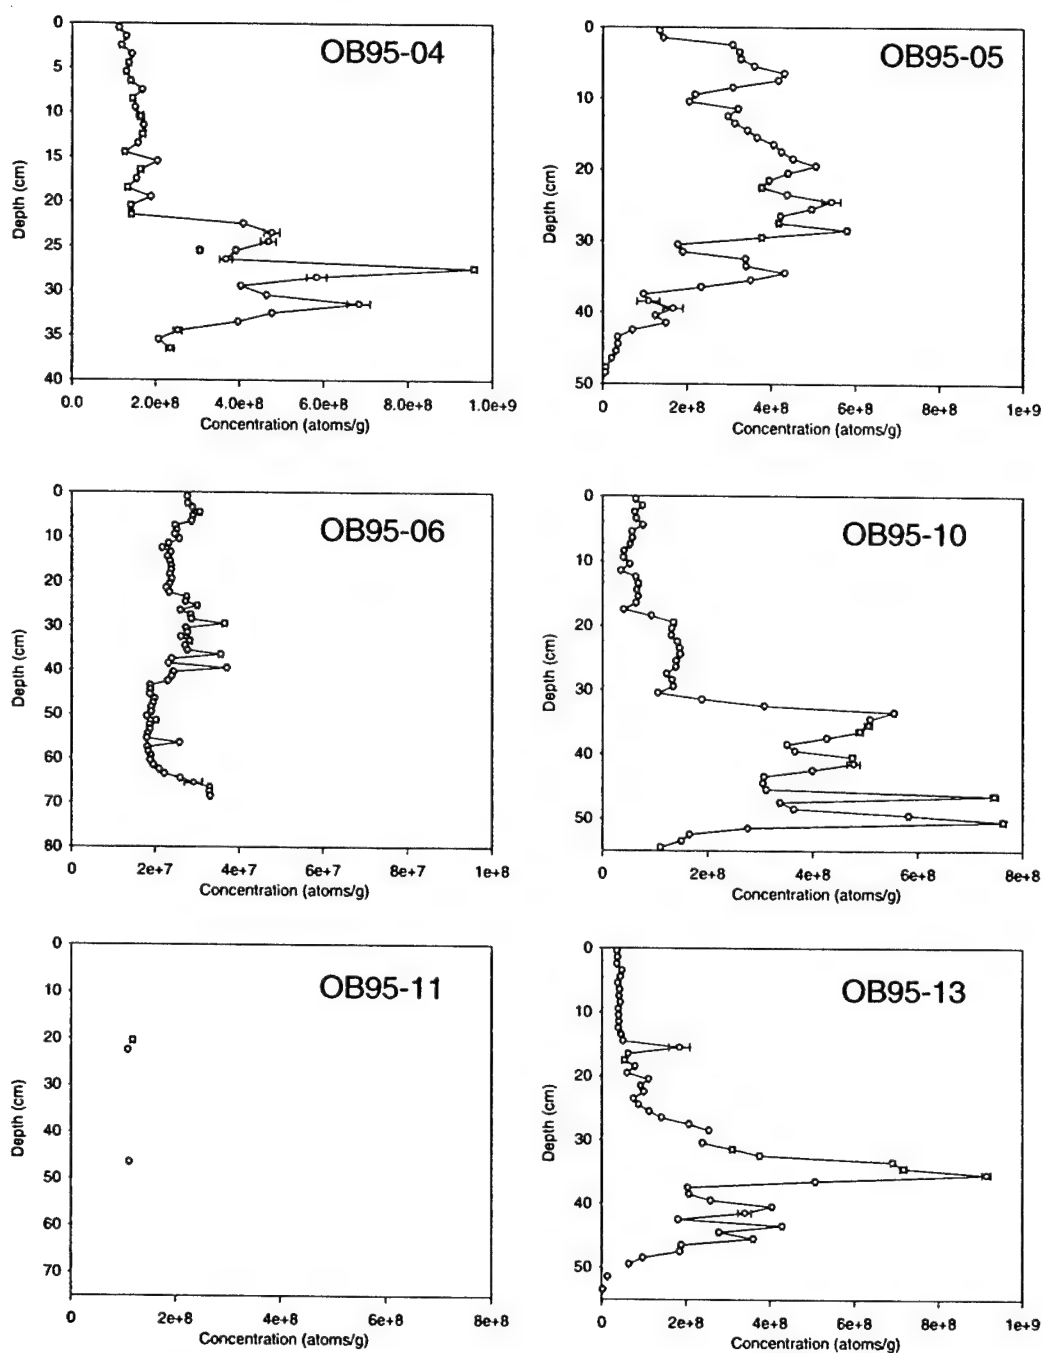 OB95-04
0
5
10
15
20
25
30
35
40
Depth (cm)
0.0 2.0e+8 4.0e+8 6.0e+8 8.0e+8 1.0e+9
Concentration (atoms/g)
OB95-05
0
10
20
30
40
50
Depth (cm)
0 2e+8 4e+8 6e+8 8e+8 1e+9
Concentration (atoms/g)
OB95-06
0
10
20
30
40
50
60
70
80
Depth (cm)
0 2e+7 4e+7 6e+7 8e+7 1e+8
Concentration (atoms/g)
OB95-10
0
10
20
30
40
50
Depth (cm)
0 2e+8 4e+8 6e+8 8e+8
Concentration (atoms/g)
OB95-11
0
10
20
30
40
50
60
70
Depth (cm)
0 2e+8 4e+8 6e+8 8e+8
Concentration (atoms/g)
OB95-13
0
10
20
30
40
50
Depth (cm)
0 2e+8 4e+8 6e+8 8e+8 1e+9
Concentration (atoms/g)